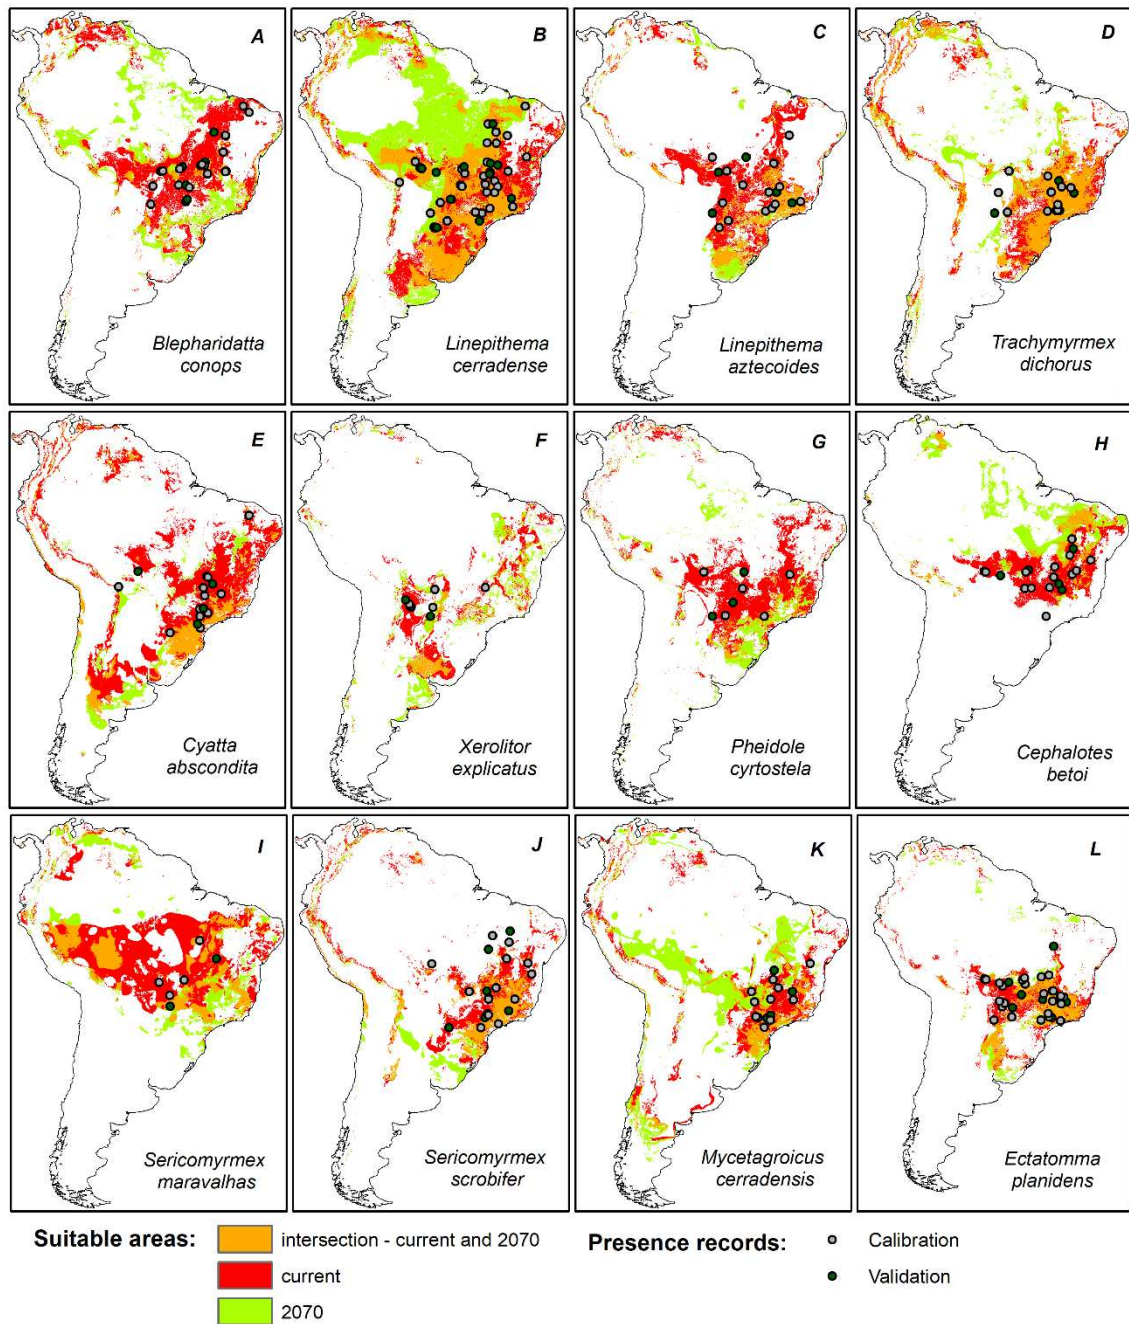 A
B
C
D
Blepharidatta
conops
Linepithema
cerradense
Linepithema
aztecoides
Trachymyrmex
dichorus
E
F
G
H
Cyatta
abscondita
Xerolitor
explicatus
Pheidole
cyrtostela
Cephalotes
betoi
I
J
K
L
Sericomyrmex
maravalhas
Sericomyrmex
scrobifer
Mycetagroicus
cerradensis
Ectatomma
planidens
Suitable areas:
intersection - current and 2070
current
2070
Presence records:
Calibration
Validation